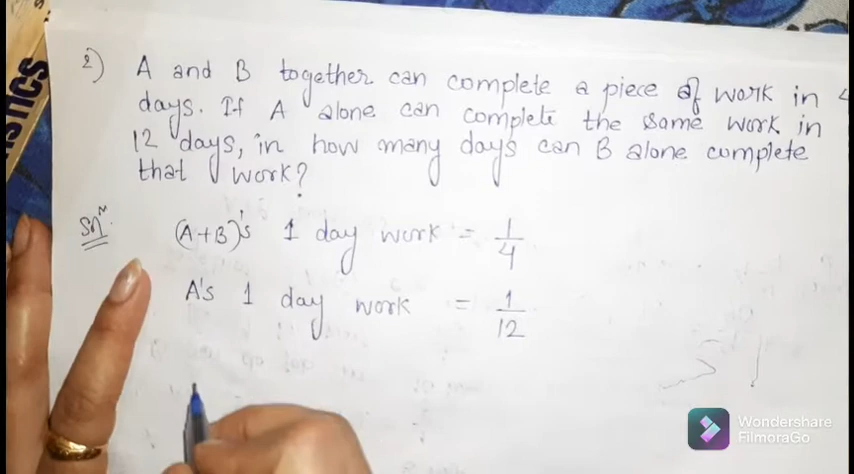 2) A and B together can complete a piece of work in 4
days. If A alone can complete the same work in
12 days, in how many days can B alone complete
that work?
Solⁿ. (A+B)'s 1 day work = 1/4
A's 1 day work = 1/12
ISTICS
Wondershare
FilmoraGo